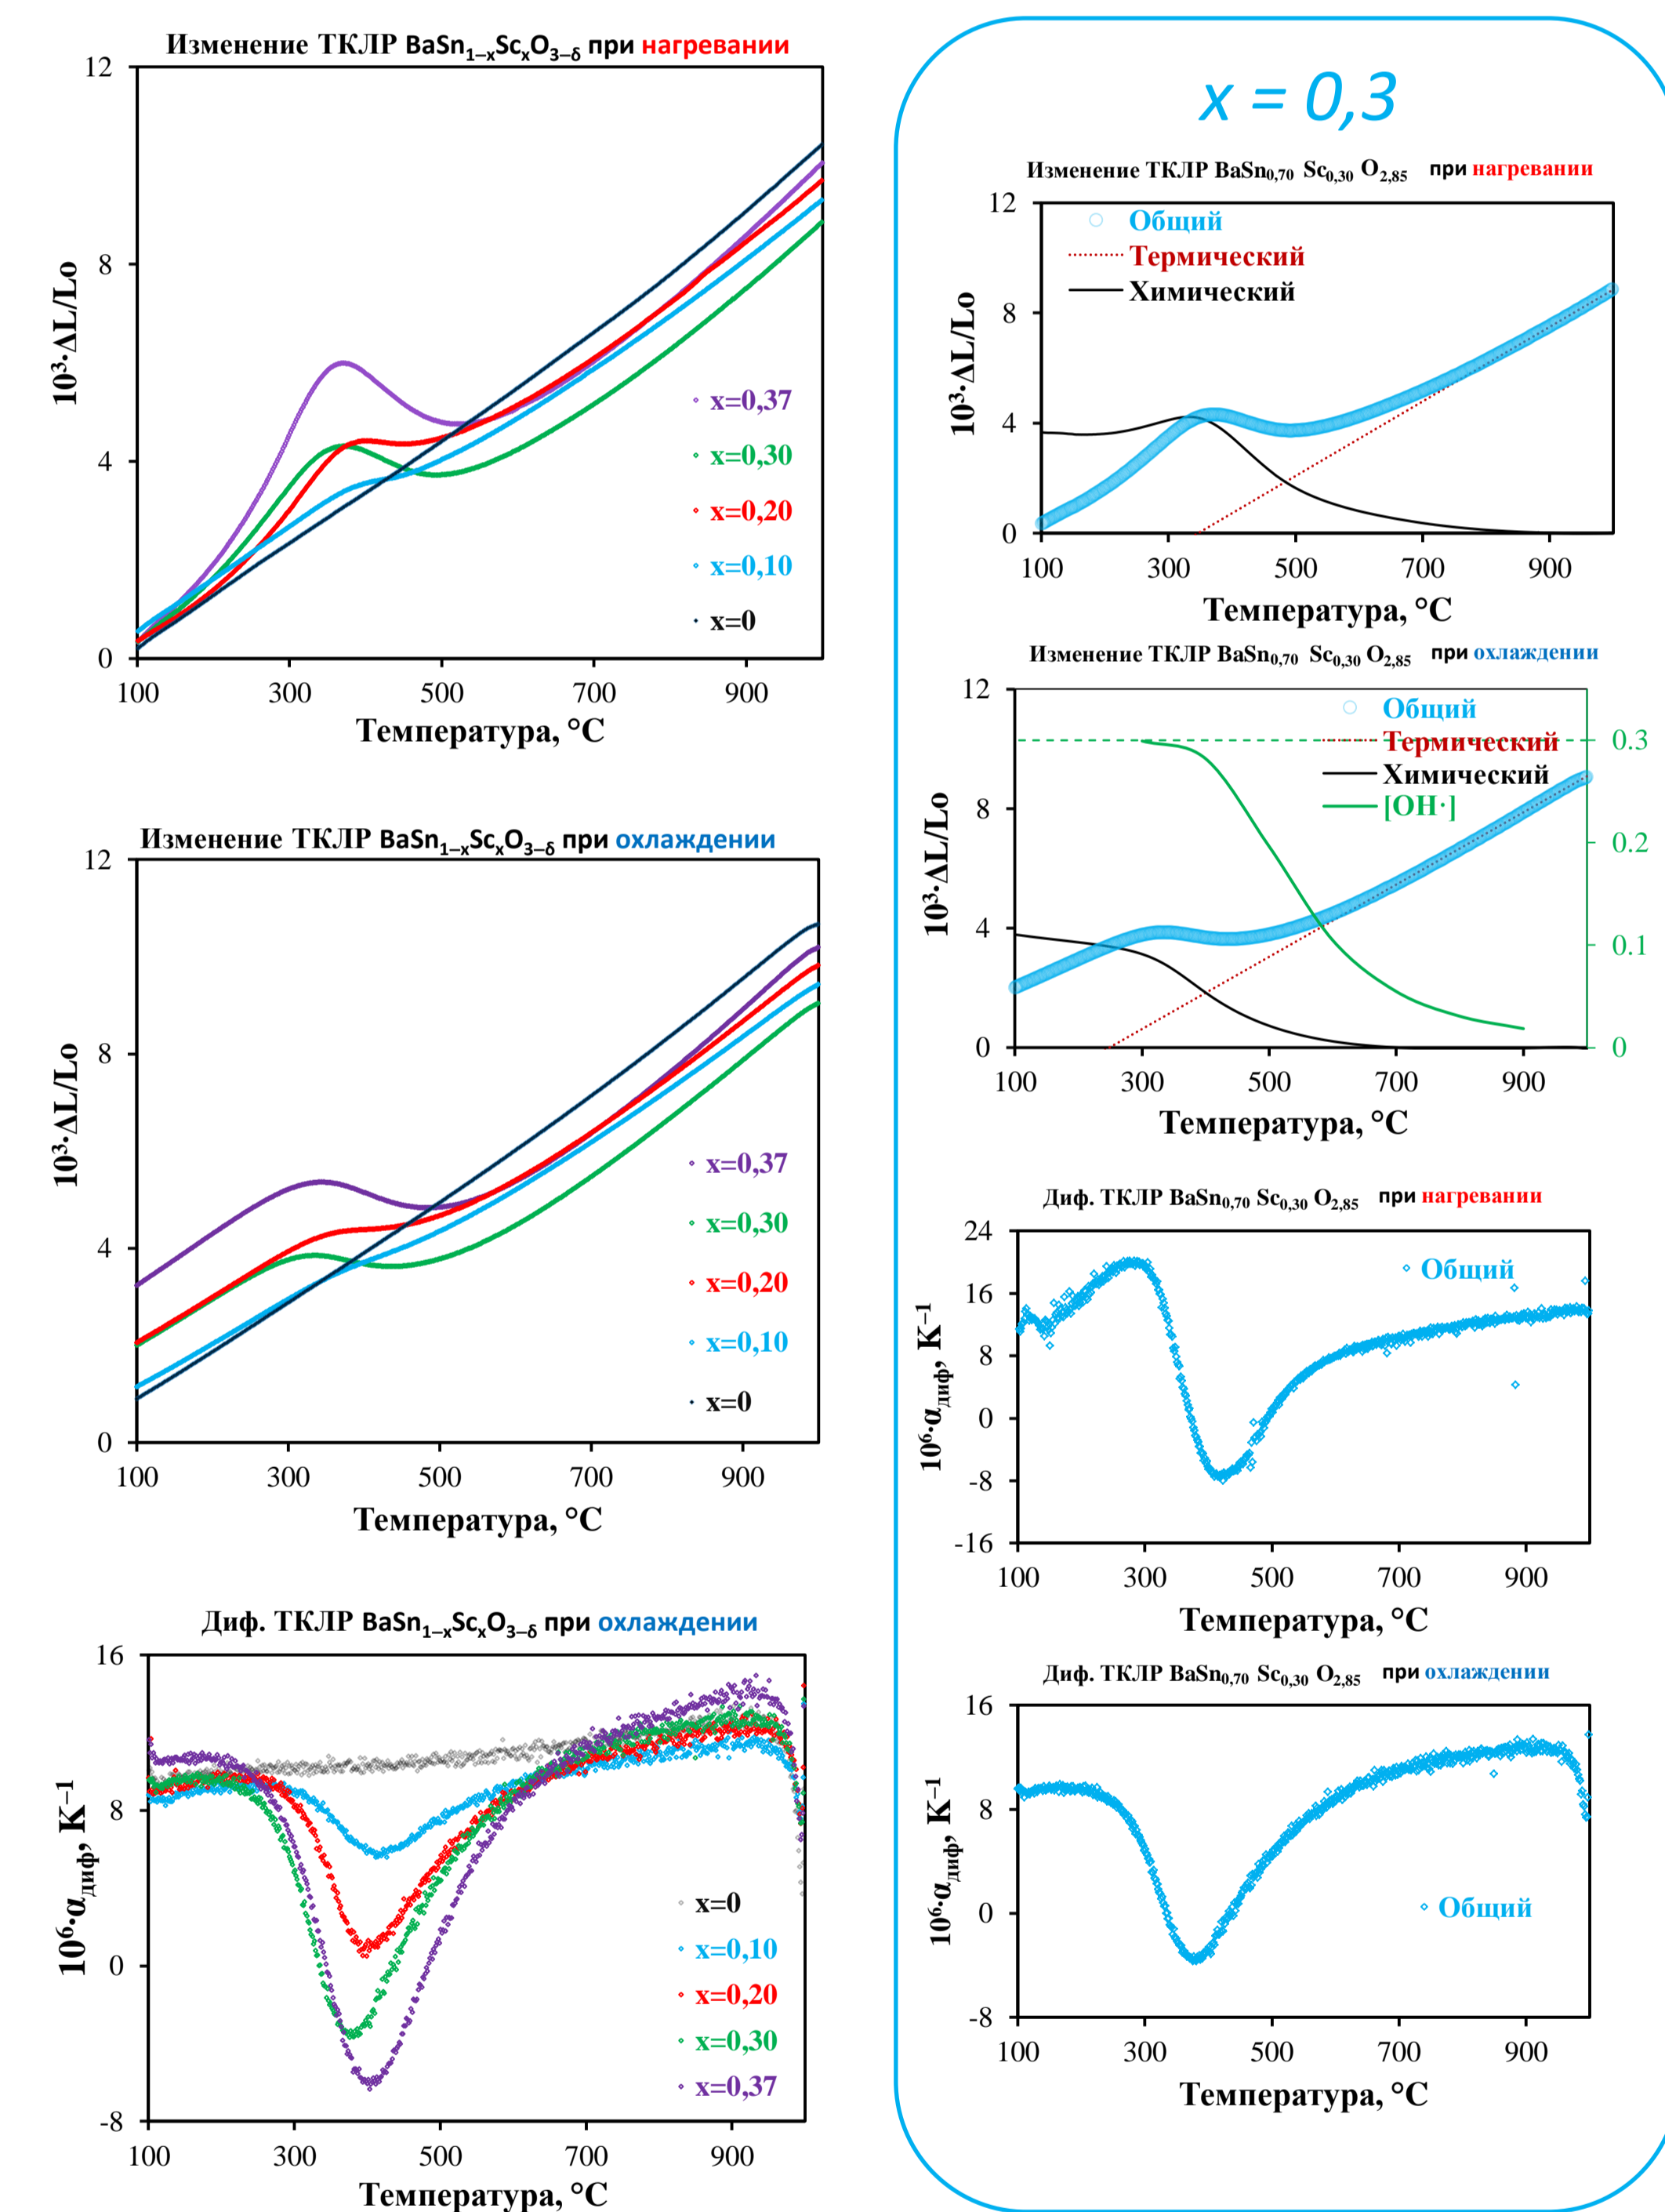 Изменение ТКЛР BaSn1–xScxO3–δ при нагревании
12
8
4
0
10³·ΔL/Lo
x=0,37
x=0,30
x=0,20
x=0,10
x=0
100 300 500 700 900
Температура, °C
Изменение ТКЛР BaSn1–xScxO3–δ при охлаждении
12
8
4
0
10³·ΔL/Lo
x=0,37
x=0,30
x=0,20
x=0,10
x=0
100 300 500 700 900
Температура, °C
Диф. ТКЛР BaSn1–xScxO3–δ при охлаждении
16
8
0
-8
10⁶·αдиф, K⁻¹
x=0
x=0,10
x=0,20
x=0,30
x=0,37
100 300 500 700 900
Температура, °C
x = 0,3
Изменение ТКЛР BaSn0,70 Sc0,30 O2,85 при нагревании
12
8
4
0
10³·ΔL/Lo
Общий
Термический
Химический
100 300 500 700 900
Температура, °C
Изменение ТКЛР BaSn0,70 Sc0,30 O2,85 при охлаждении
12
8
4
0
10³·ΔL/Lo
Общий
Термический
Химический
[OH·]
0.3
0.2
0.1
0
100 300 500 700 900
Температура, °C
Диф. ТКЛР BaSn0,70 Sc0,30 O2,85 при нагревании
24
16
8
0
-8
-16
10⁶·αдиф, K⁻¹
Общий
100 300 500 700 900
Температура, °C
Диф. ТКЛР BaSn0,70 Sc0,30 O2,85 при охлаждении
16
8
0
-8
10⁶·αдиф, K⁻¹
Общий
100 300 500 700 900
Температура, °C